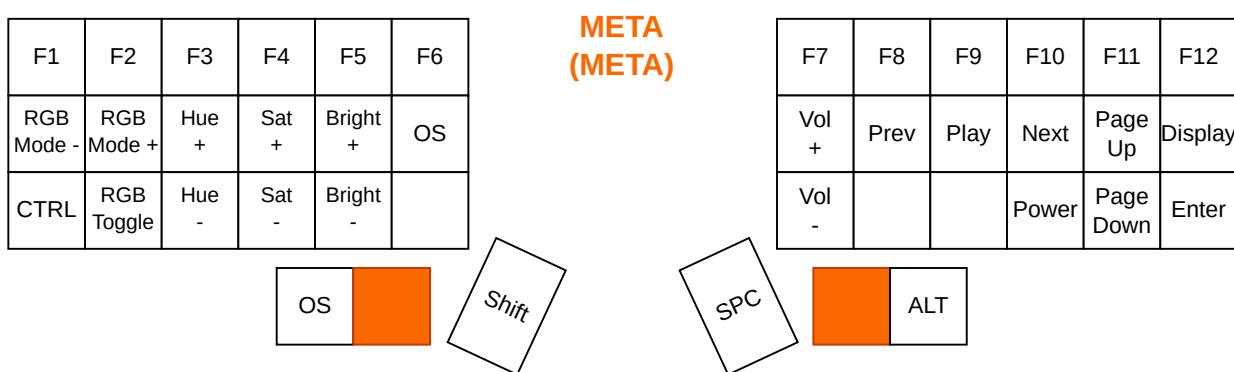 META
(META)
F1 F2 F3 F4 F5 F6
F7 F8 F9 F10 F11 F12
RGB Mode - RGB Mode + Hue + Sat + Bright + OS
Vol + Prev Play Next Page Up Display
CTRL RGB Toggle Hue - Sat - Bright -
Vol - Power Page Down Enter
OS Shift
SPC ALT